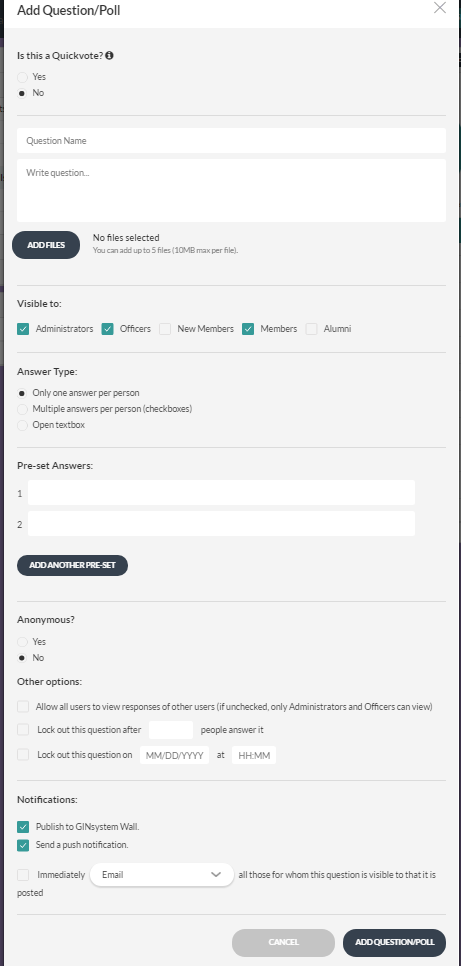 Add Question/Poll
Is this a Quickvote?
Yes
No
Question Name
Write question...
ADD FILES
No files selected
You can add up to 5 files (10MB max per file).
Visible to:
Administrators Officers New Members Members Alumni
Answer Type:
Only one answer per person
Multiple answers per person (checkboxes)
Open textbox
Pre-set Answers:
1
2
ADD ANOTHER PRE-SET
Anonymous?
Yes
No
Other options:
Allow all users to view responses of other users (if unchecked, only Administrators and Officers can view)
Lock out this question after people answer it
Lock out this question on MM/DD/YYYY at HH:MM
Notifications:
Publish to GINsystem Wall.
Send a push notification.
Immediately Email all those for whom this question is visible to that it is
posted
CANCEL ADD QUESTION/POLL